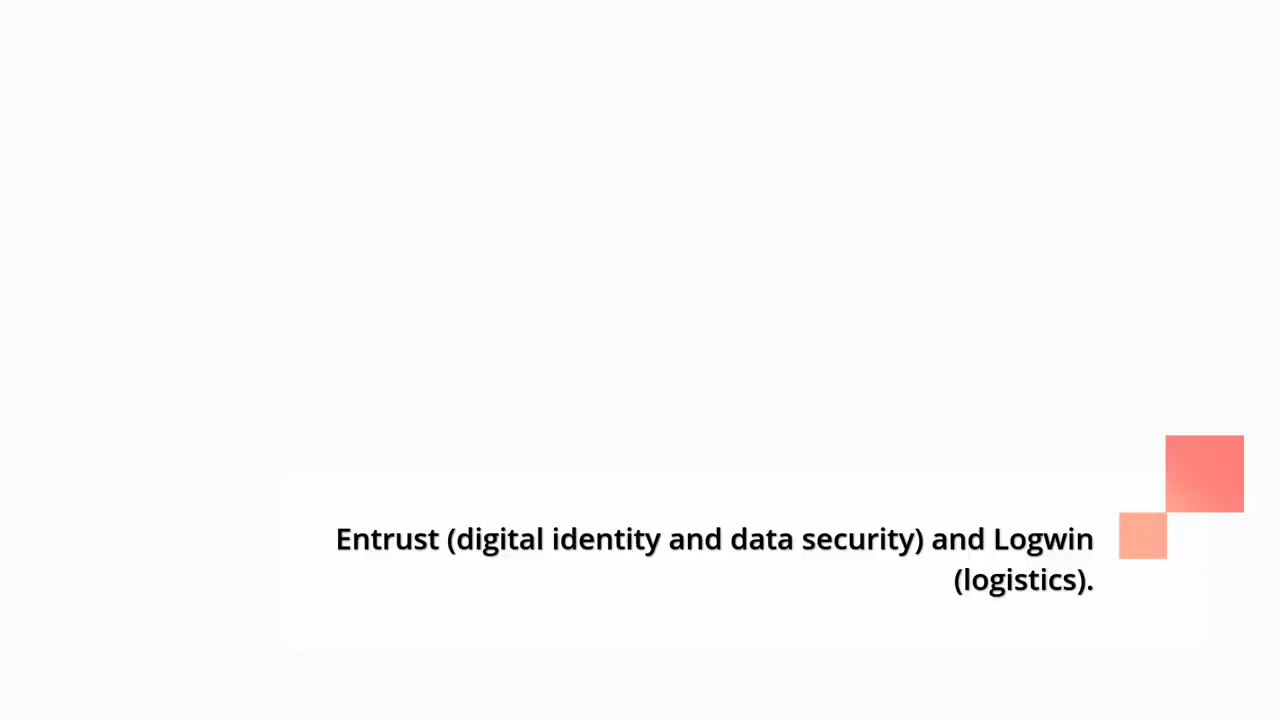 Entrust (digital identity and data security) and Logwin
(logistics).